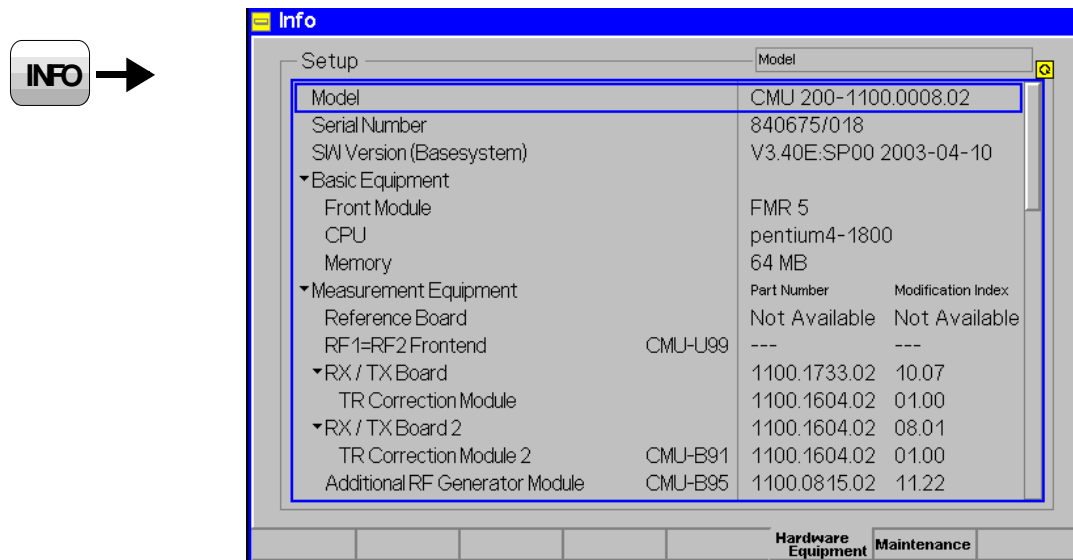 INFO
Info
Setup Model
Model CMU 200-1100.0008.02
Serial Number 840675/018
SW Version (Basesystem) V3.40E:SP00 2003-04-10
Basic Equipment
Front Module FMR 5
CPU pentium4-1800
Memory 64 MB
Measurement Equipment Part Number Modification Index
Reference Board Not Available Not Available
RF1=RF2 Frontend CMU-U99 --- ---
RX / TX Board 1100.1733.02 10.07
TR Correction Module 1100.1604.02 01.00
RX / TX Board 2 1100.1604.02 08.01
TR Correction Module 2 CMU-B91 1100.1604.02 01.00
Additional RF Generator Module CMU-B95 1100.0815.02 11.22
Hardware Equipment Maintenance